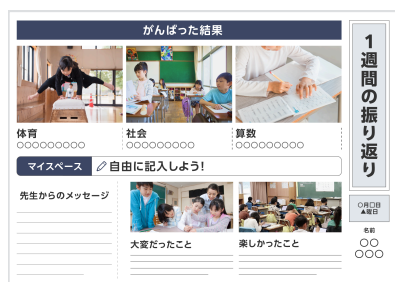 がんばった結果
1週間の振り返り
体育
○○○○○○○○○
社会
○○○○○○○○○
算数
○○○○○○○○○
マイスペース
自由に記入しよう!
先生からのメッセージ
大変だったこと
楽しかったこと
○月○日
▲曜日
名前
○○
○○○